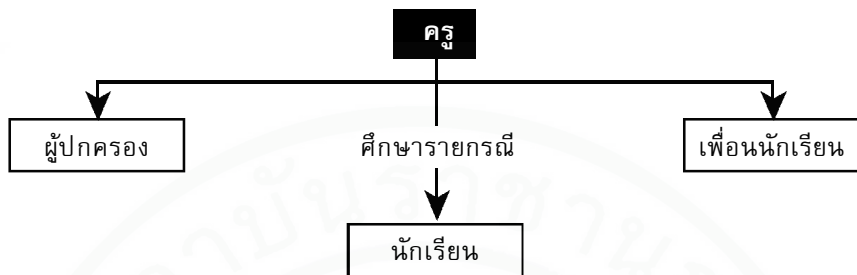 ครู
ผู้ปกครอง
ศึกษารายกรณี
เพื่อนนักเรียน
นักเรียน